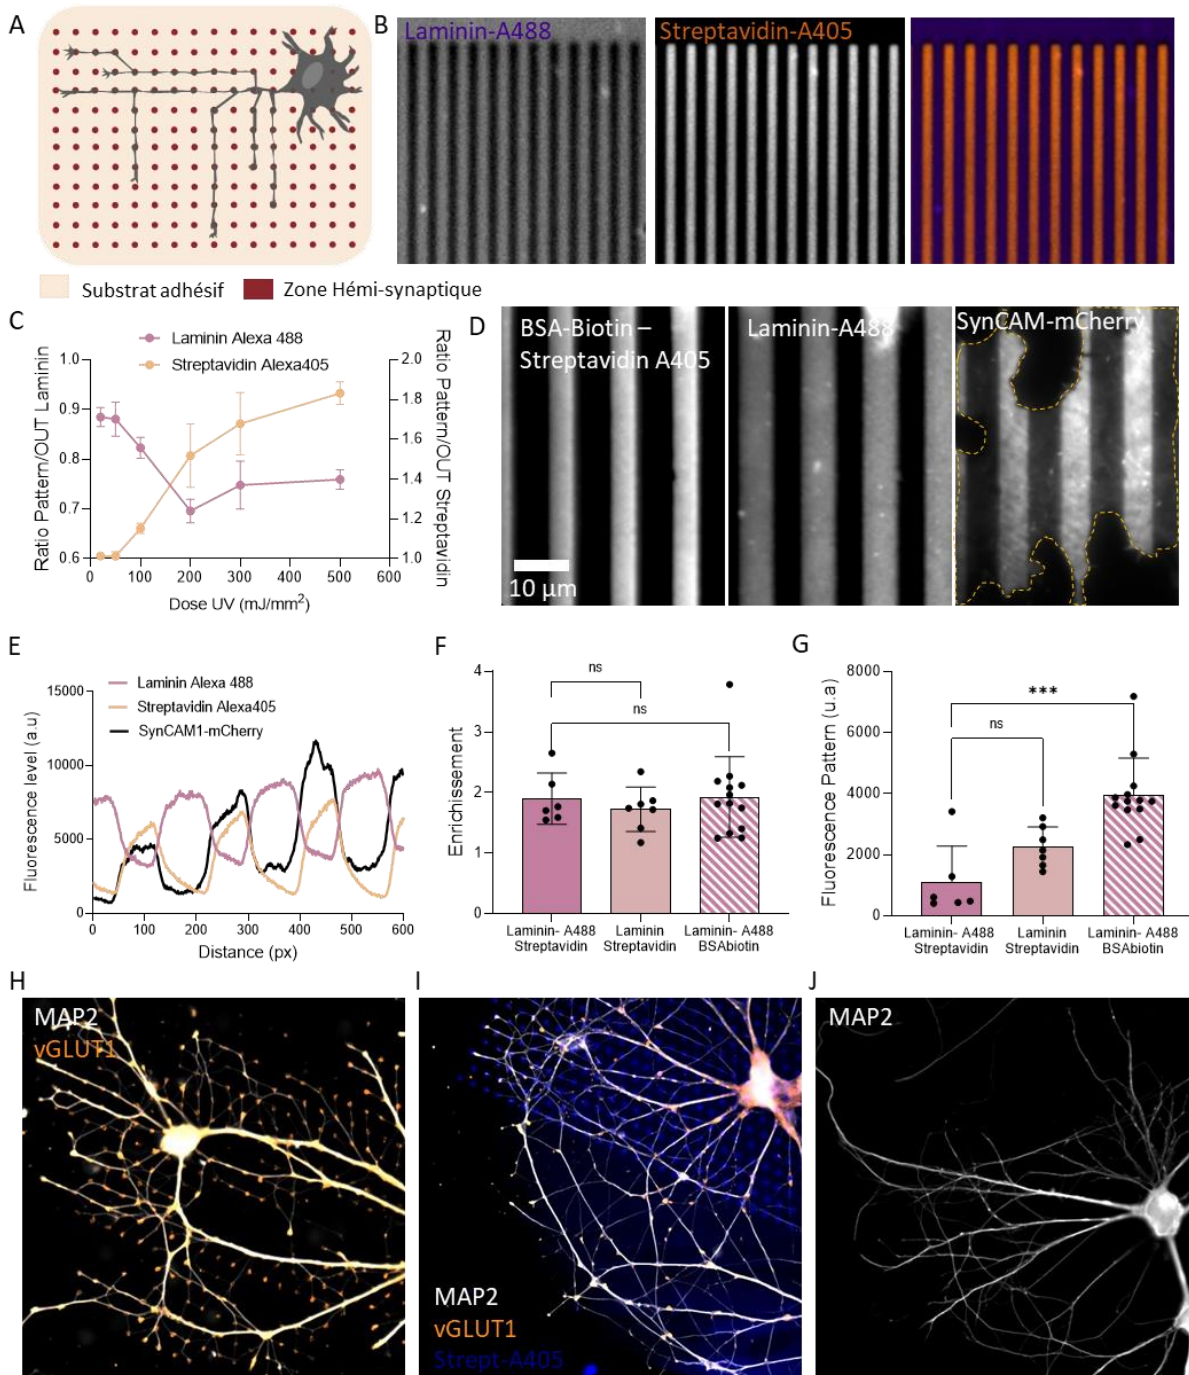 A
B
Laminin-A488
Streptavidin-A405
Substrat adhésif
Zone Hémi-synaptique
C
Laminin Alexa 488
Streptavidin Alexa405
Ratio Pattern/OUT Laminin
1.0
0.9
0.8
0.7
0.6
2.0
1.8
1.6
1.4
1.2
1.0
Ratio Pattern/OUT Streptavidin
0
100
200
300
400
500
600
Dose UV (mJ/mm²)
D
BSA-Biotin –
Streptavidin A405
10 µm
Laminin-A488
SynCAM-mCherry
E
Laminin Alexa 488
Streptavidin Alexa405
SynCAM1-mCherry
Fluorescence level (a.u)
15000
10000
5000
0
0
100
200
300
400
500
600
Distance (px)
F
Enrichissement
4
3
2
1
0
ns
ns
Laminin- A488
Streptavidin
Laminin
Streptavidin
Laminin- A488
BSAbiotin
G
Fluorescence Pattern (u.a)
8000
6000
4000
2000
0
***
ns
Laminin- A488
Streptavidin
Laminin
Streptavidin
Laminin- A488
BSAbiotin
H
MAP2
vGLUT1
I
MAP2
vGLUT1
Strept-A405
J
MAP2